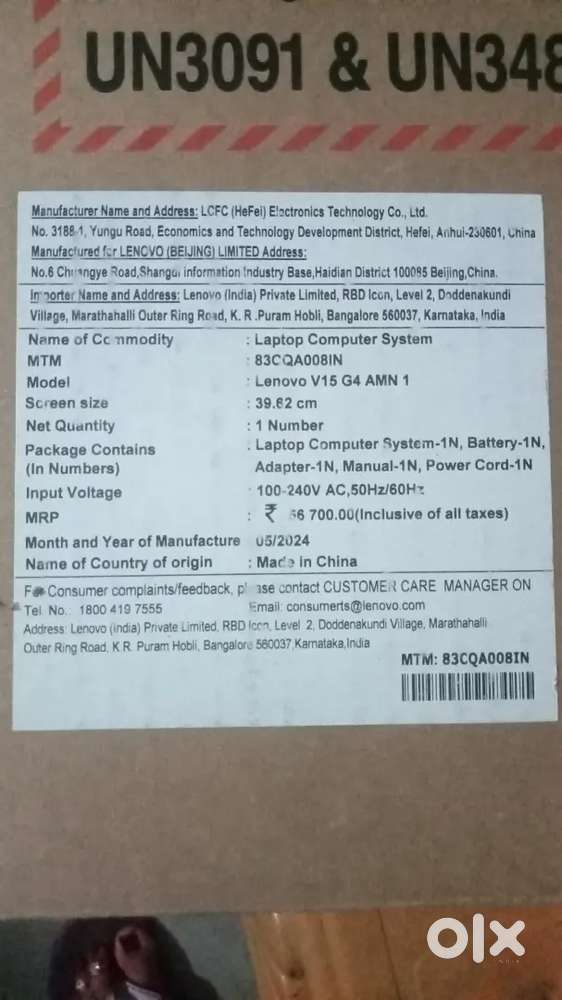 UN3091 & UN348
Manufacturer Name and Address: LCFC (HeFei) Electronics Technology Co., Ltd.
No. 3188-1, Yungu Road, Economics and Technology Development District, Hefei, Anhui-230601, China
Manufactured for LENOVO (BEIJING) LIMITED Address:
No.6 Chuangye Road,Shangdi information Industry Base,Haidian District 100085 Beijing,China.
Importer Name and Address: Lenovo (India) Private Limited, RBD Icon, Level 2, Doddenakundi
Village, Marathahalli Outer Ring Road, K. R .Puram Hobli, Bangalore 560037, Karnataka, India
Name of Commodity : Laptop Computer System
MTM : 83CQA008IN
Model : Lenovo V15 G4 AMN 1
Screen size : 39.62 cm
Net Quantity : 1 Number
Package Contains : Laptop Computer System-1N, Battery-1N,
(In Numbers) Adapter-1N, Manual-1N, Power Cord-1N
Input Voltage : 100-240V AC,50Hz/60Hz
MRP : ₹ 700.00(Inclusive of all taxes)
Month and Year of Manufacture 05/2024
Name of Country of origin : Made in China
For Consumer complaints/feedback, please contact CUSTOMER CARE MANAGER ON
Tel. No.: 1800 419 7555 Email: consumerts@lenovo.com
Address: Lenovo (India) Private Limited, RBD Icon, Level 2, Doddenakundi Village, Marathahalli
Outer Ring Road, K.R. Puram Hobli, Bangalore 560037,Karnataka,India
MTM: 83CQA008IN
olx
INDIA